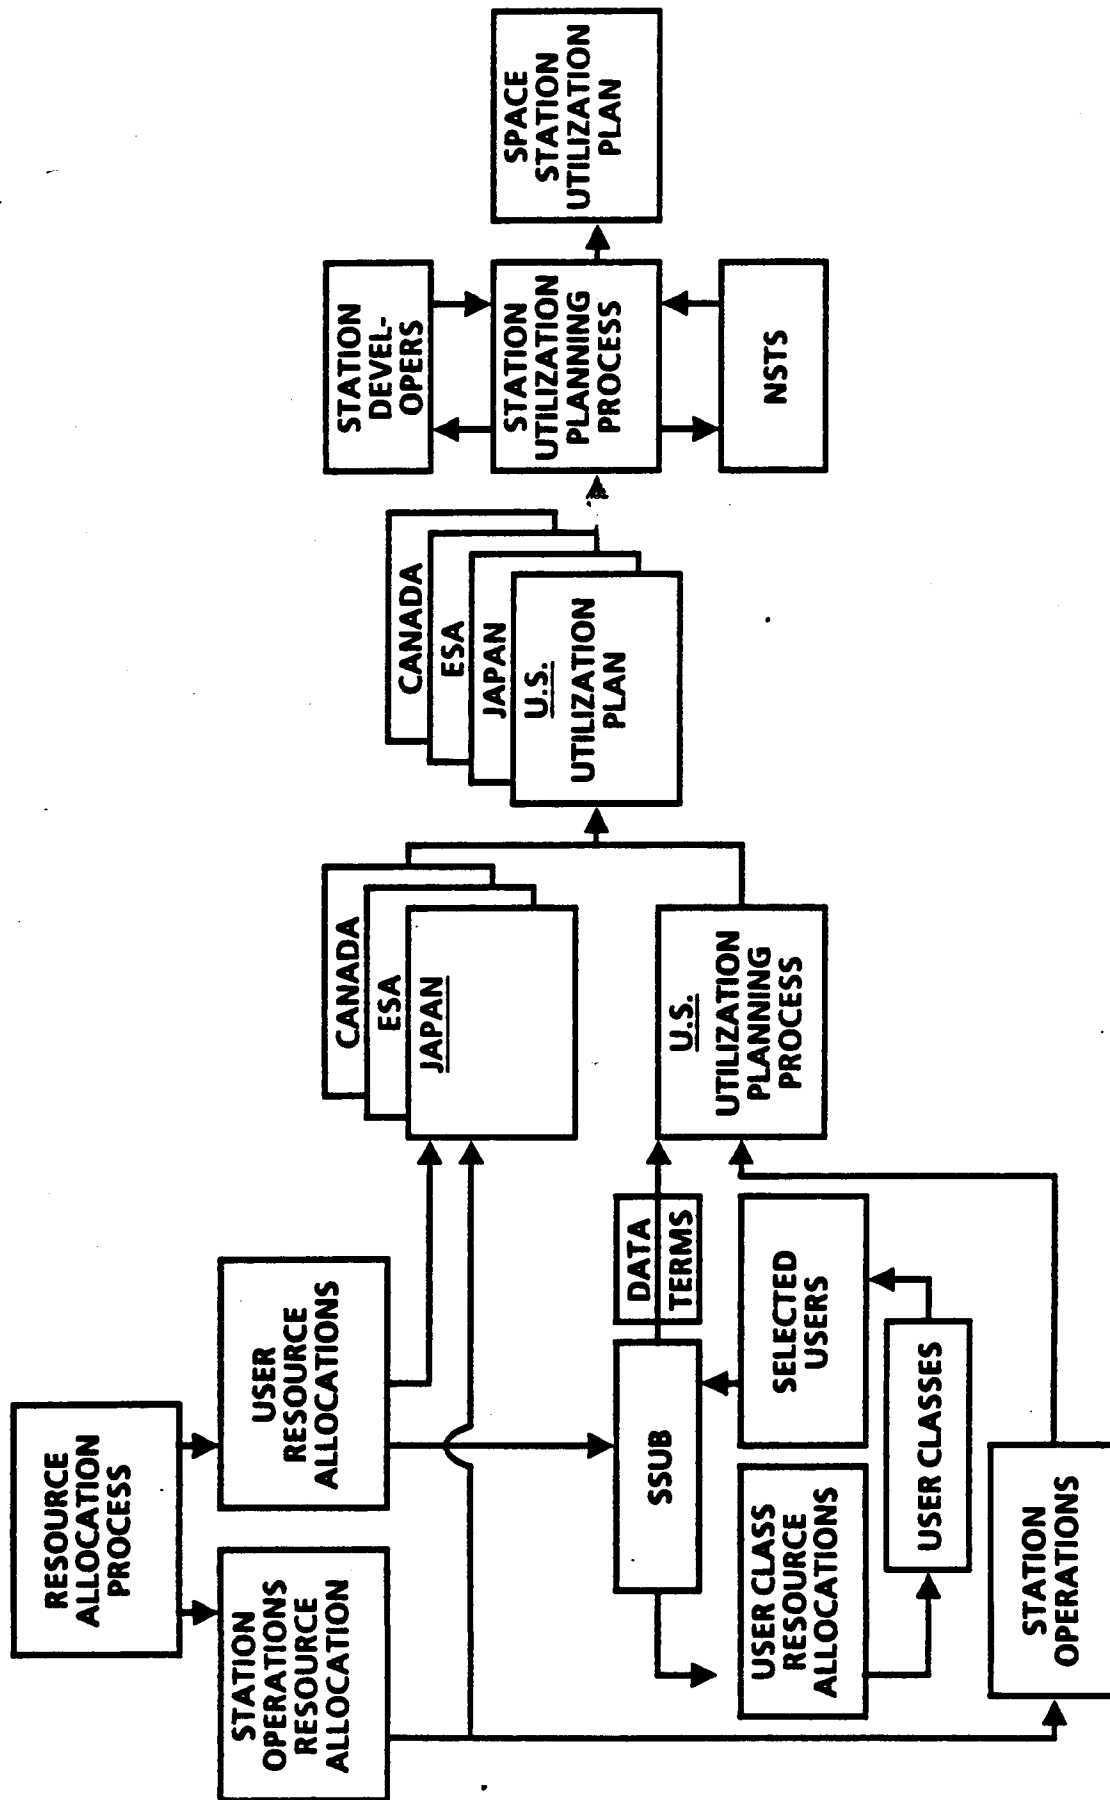 RESOURCE
ALLOCATION
PROCESS
STATION
OPERATIONS
RESOURCE
ALLOCATION
USER
RESOURCE
ALLOCATIONS
CANADA
ESA
JAPAN
SSUB
DATA
TERMS
USER CLASS
RESOURCE
ALLOCATIONS
SELECTED
USERS
USER CLASSES
STATION
OPERATIONS
U.S.
UTILIZATION
PLANNING
PROCESS
CANADA
ESA
JAPAN
U.S.
UTILIZATION
PLAN
STATION
DEVEL-
OPERS
STATION
UTILIZATION
PLANNING
PROCESS
NSTS
SPACE
STATION
UTILIZATION
PLAN